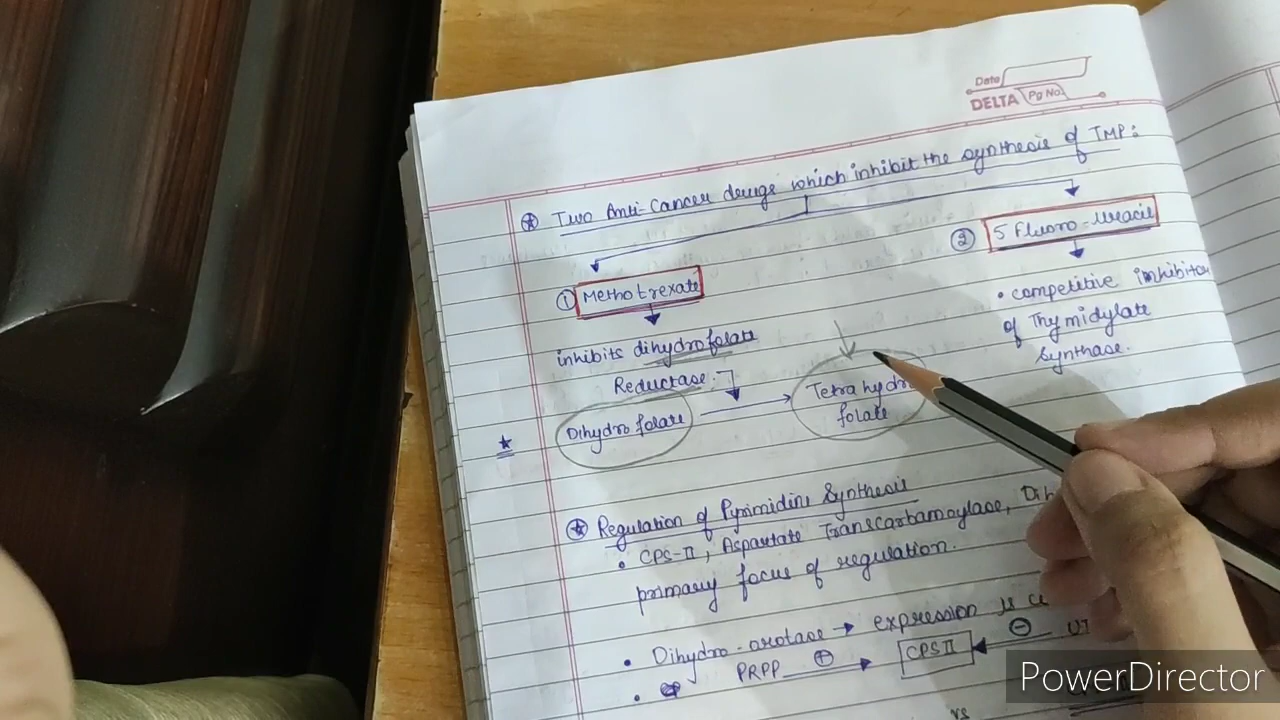 Date
DELTA Pg No.
Two Anti-Cancer drugs which inhibit the synthesis of TMP:
① Methotrexate
inhibits dihydrofolate
Reductase.
Dihydrofolate → Tetrahydro
folate
② 5 Fluoro-Uracil
• competitive inhibitor
of Thymidylate
Synthase.
Regulation of Pyrimidine Synthesis
• CPS-II, Aspartate Transcarbamoylase, Dih
primary focus of regulation.
• Dihydro-orotase → expression is
• PRPP ⊕ → CPS II ← ⊖ UT
PowerDirector